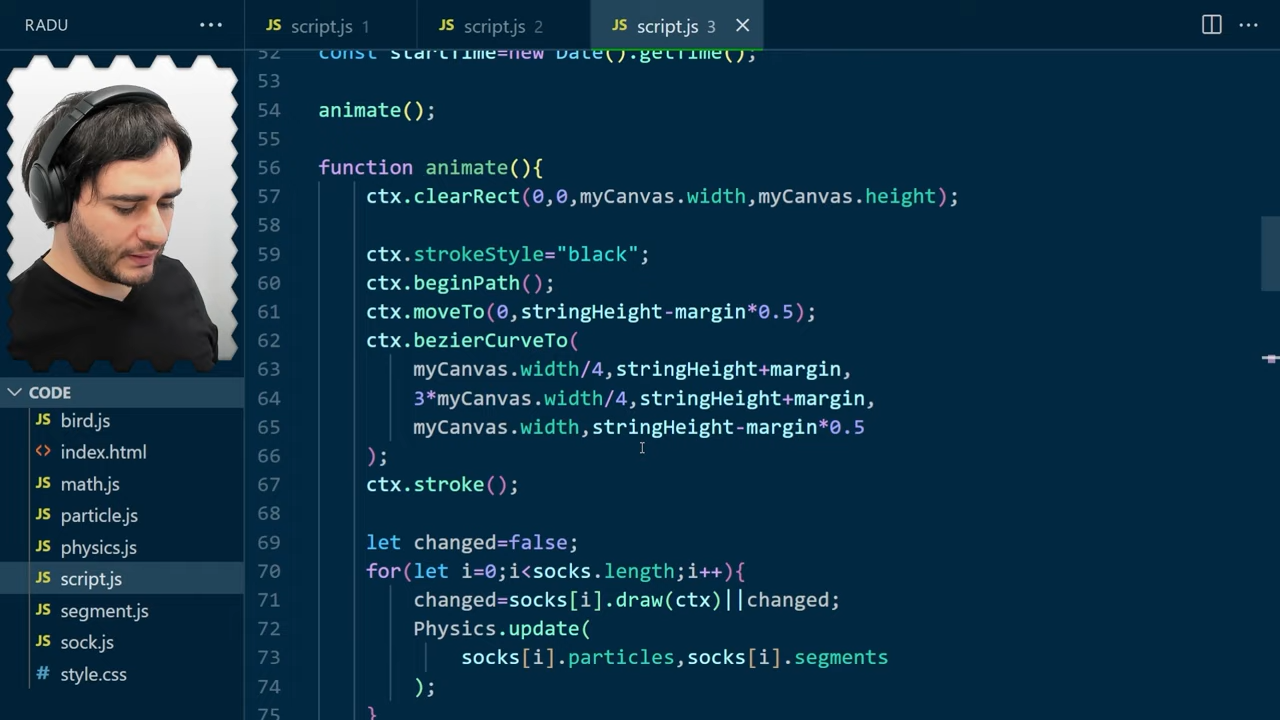 RADU
script.js 1
script.js 2
script.js 3
52 const startTime=new Date().getTime();
53
54 animate();
55
56 function animate(){
57 ctx.clearRect(0,0,myCanvas.width,myCanvas.height);
58
59 ctx.strokeStyle="black";
60 ctx.beginPath();
61 ctx.moveTo(0,stringHeight-margin*0.5);
62 ctx.bezierCurveTo(
63 myCanvas.width/4,stringHeight+margin,
64 3*myCanvas.width/4,stringHeight+margin,
65 myCanvas.width,stringHeight-margin*0.5
66 );
67 ctx.stroke();
68
69 let changed=false;
70 for(let i=0;i<socks.length;i++){
71 changed=socks[i].draw(ctx)||changed;
72 Physics.update(
73 socks[i].particles,socks[i].segments
74 );
75 }
CODE
JS bird.js
<> index.html
JS math.js
JS particle.js
JS physics.js
JS script.js
JS segment.js
JS sock.js
# style.css